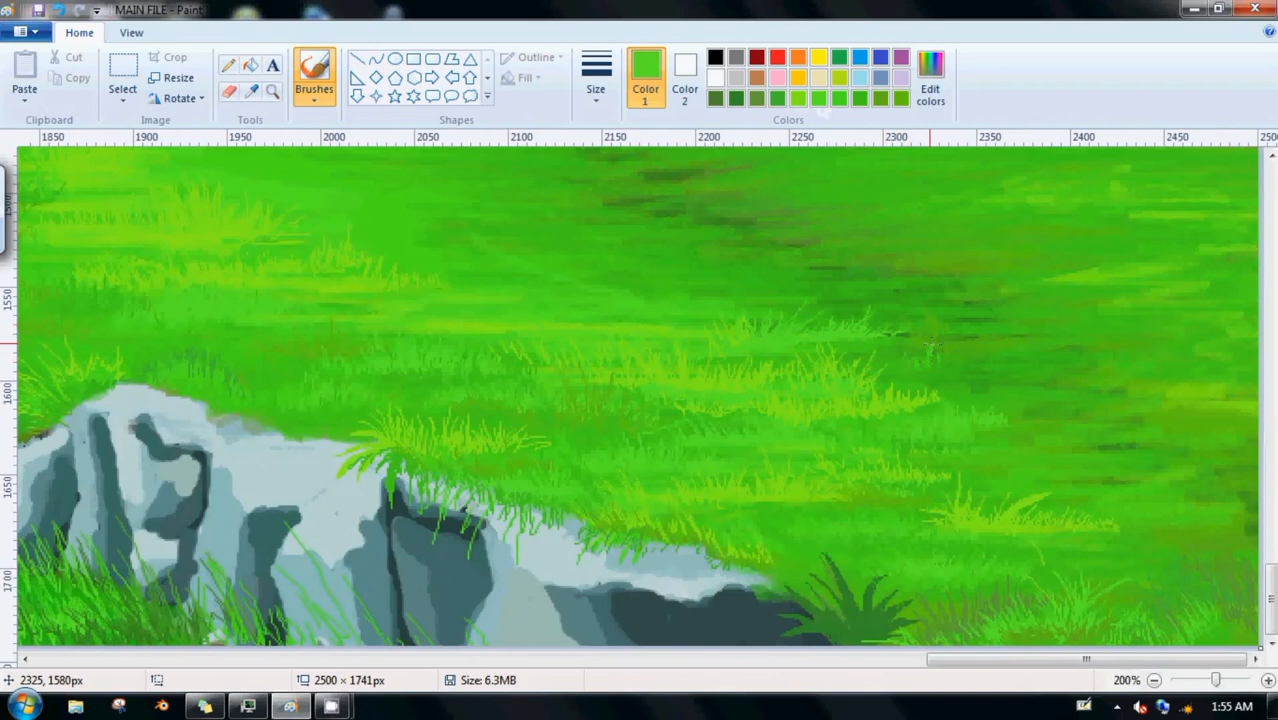 MAIN FILE - Paint
Home View
Paste
Cut
Copy
Clipboard
Select
Crop
Resize
Rotate
Image
A
Tools
Brushes
Outline
Fill
Shapes
Size
Color 1
Color 2
Colors
Edit colors
1850 1900 1950 2000 2050 2100 2150 2200 2250 2300 2350 2400 2450 250
1550
1600
1650
1700
2325, 1580px 2500 × 1741px Size: 6.3MB 200%
1:55 AM